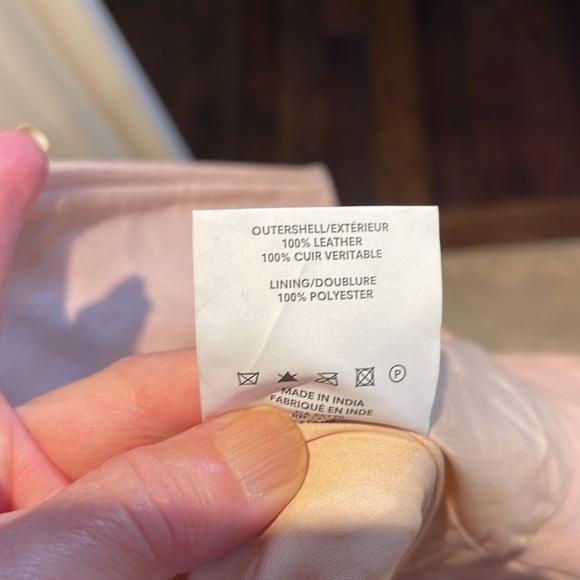 OUTERSHELL/EXTÉRIEUR
100% LEATHER
100% CUIR VERITABLE
LINING/DOUBLURE
100% POLYESTER
P
MADE IN INDIA
FABRIQUÉ EN INDE